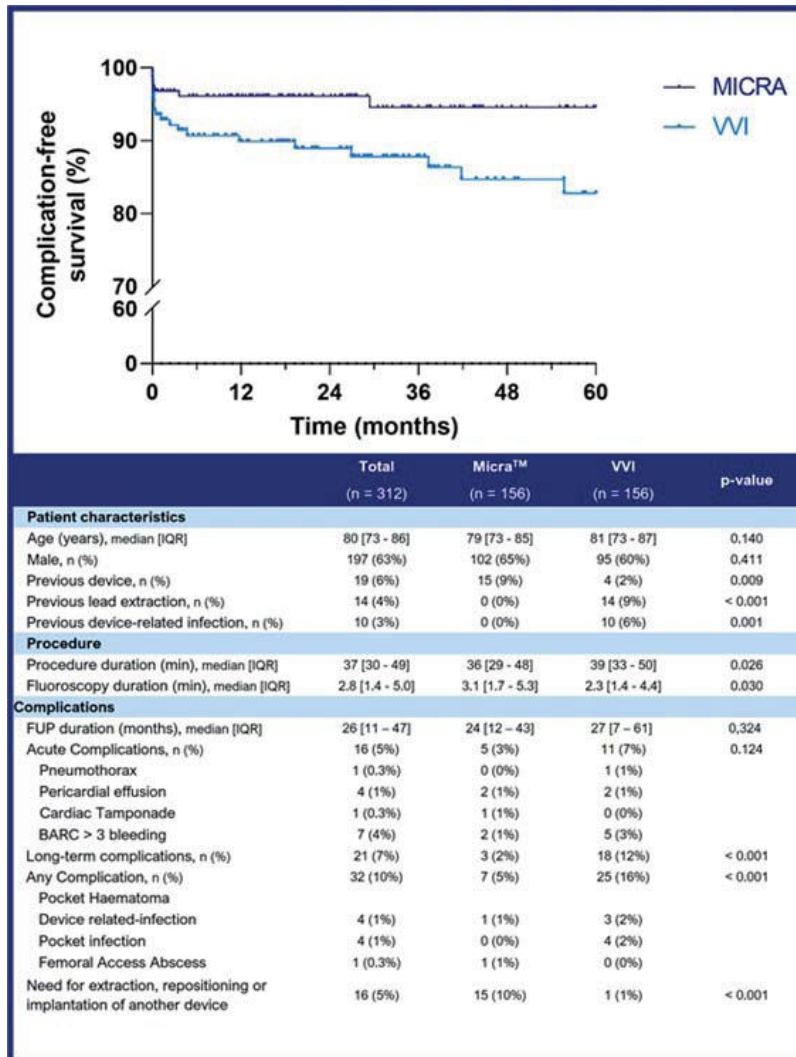 100
90
80
70
60
0
Complication-free
survival (%)
MICRA
VVI
0 12 24 36 48 60
Time (months)
Total Micra™ VVI p-value
(n = 312) (n = 156) (n = 156)
Patient characteristics
Age (years), median [IQR] 80 [73 - 86] 79 [73 - 85] 81 [73 - 87] 0.140
Male, n (%) 197 (63%) 102 (65%) 95 (60%) 0.411
Previous device, n (%) 19 (6%) 15 (9%) 4 (2%) 0.009
Previous lead extraction, n (%) 14 (4%) 0 (0%) 14 (9%) < 0.001
Previous device-related infection, n (%) 10 (3%) 0 (0%) 10 (6%) 0.001
Procedure
Procedure duration (min), median [IQR] 37 [30 - 49] 36 [29 - 48] 39 [33 - 50] 0.026
Fluoroscopy duration (min), median [IQR] 2.8 [1.4 - 5.0] 3.1 [1.7 - 5.3] 2.3 [1.4 - 4.4] 0.030
Complications
FUP duration (months), median [IQR] 26 [11 – 47] 24 [12 – 43] 27 [7 – 61] 0,324
Acute Complications, n (%) 16 (5%) 5 (3%) 11 (7%) 0.124
Pneumothorax 1 (0.3%) 0 (0%) 1 (1%)
Pericardial effusion 4 (1%) 2 (1%) 2 (1%)
Cardiac Tamponade 1 (0.3%) 1 (1%) 0 (0%)
BARC > 3 bleeding 7 (4%) 2 (1%) 5 (3%)
Long-term complications, n (%) 21 (7%) 3 (2%) 18 (12%) < 0.001
Any Complication, n (%) 32 (10%) 7 (5%) 25 (16%) < 0.001
Pocket Haematoma
Device related-infection 4 (1%) 1 (1%) 3 (2%)
Pocket infection 4 (1%) 0 (0%) 4 (2%)
Femoral Access Abscess 1 (0.3%) 1 (1%) 0 (0%)
Need for extraction, repositioning or
implantation of another device 16 (5%) 15 (10%) 1 (1%) < 0.001